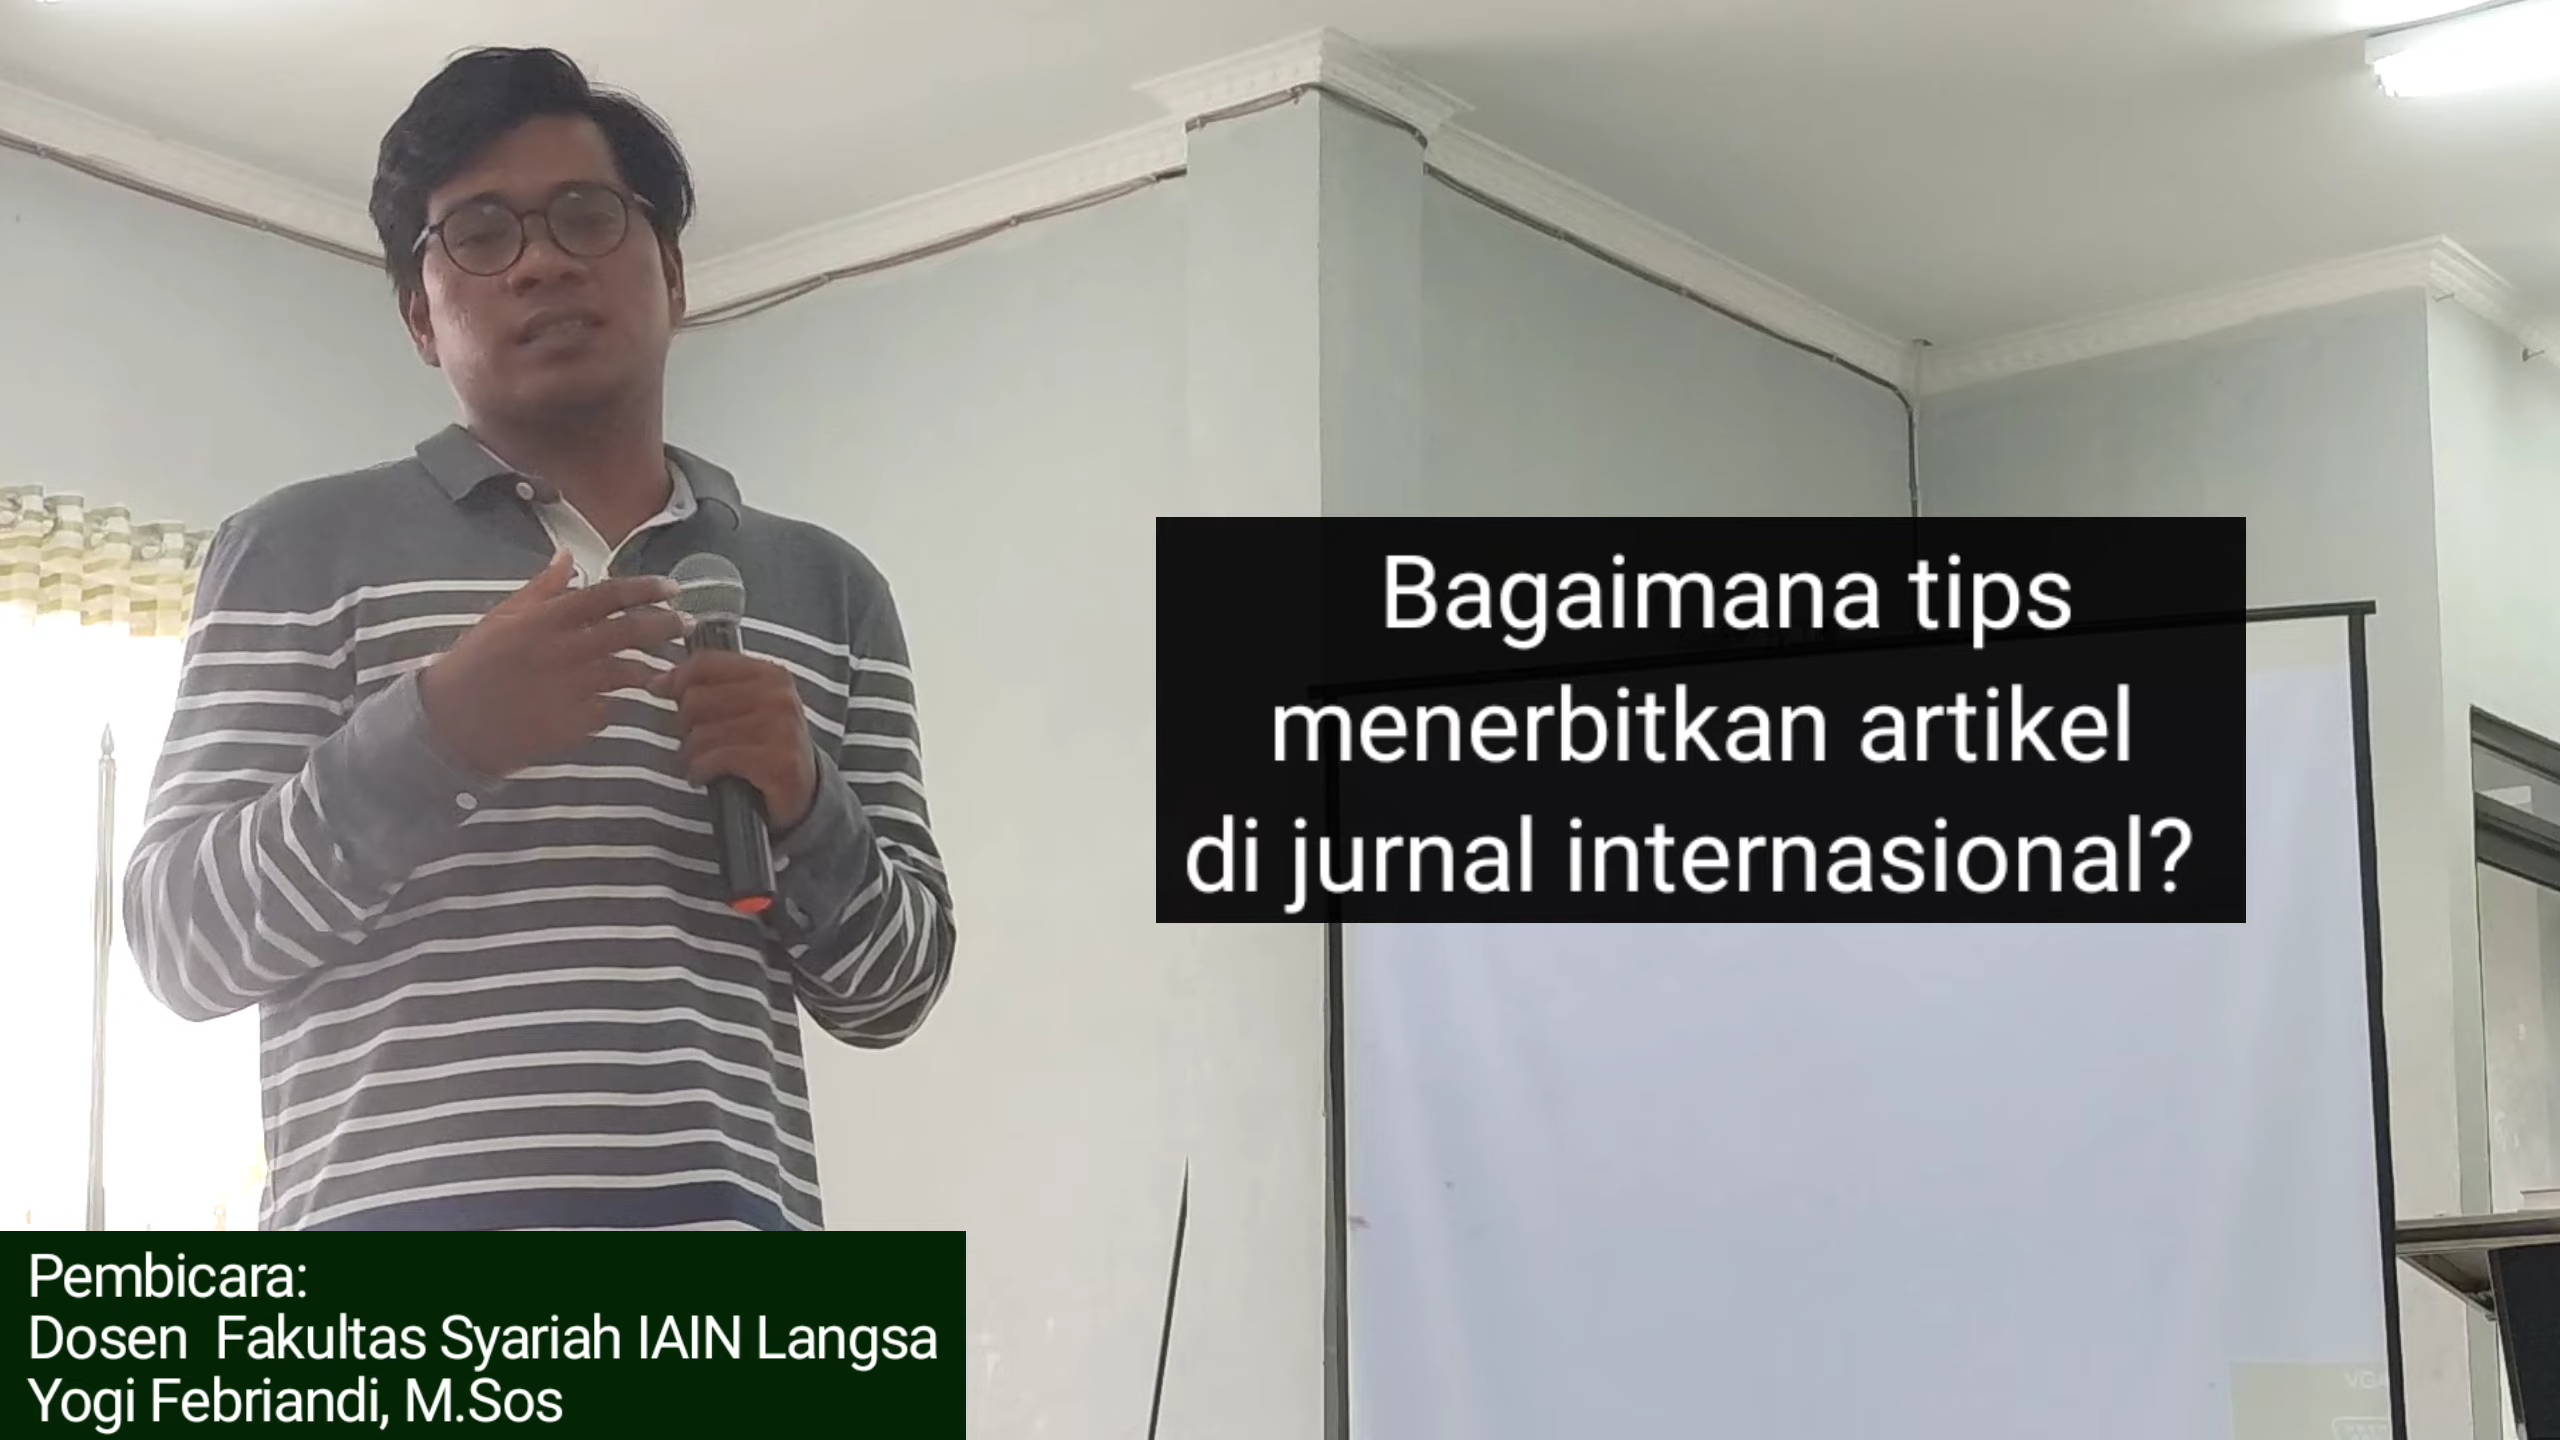 Bagaimana tips
menerbitkan artikel
di jurnal internasional?
Pembicara:
Dosen  Fakultas Syariah IAIN Langsa
Yogi Febriandi, M.Sos